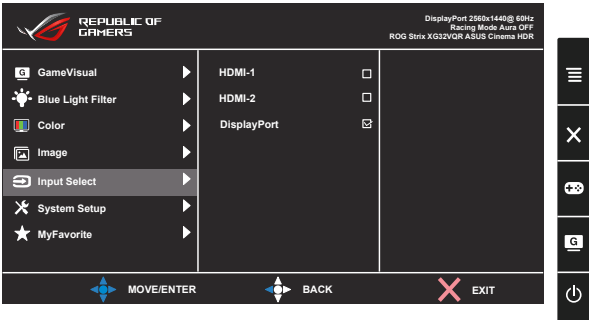 REPUBLIC OF
GAMERS
DisplayPort 2560x1440@ 60Hz
Racing Mode Aura OFF
ROG Strix XG32VQR ASUS Cinema HDR
G GameVisual
Blue Light Filter
Color
Image
Input Select
System Setup
MyFavorite
HDMI-1
HDMI-2
DisplayPort
MOVE/ENTER
BACK
EXIT
G